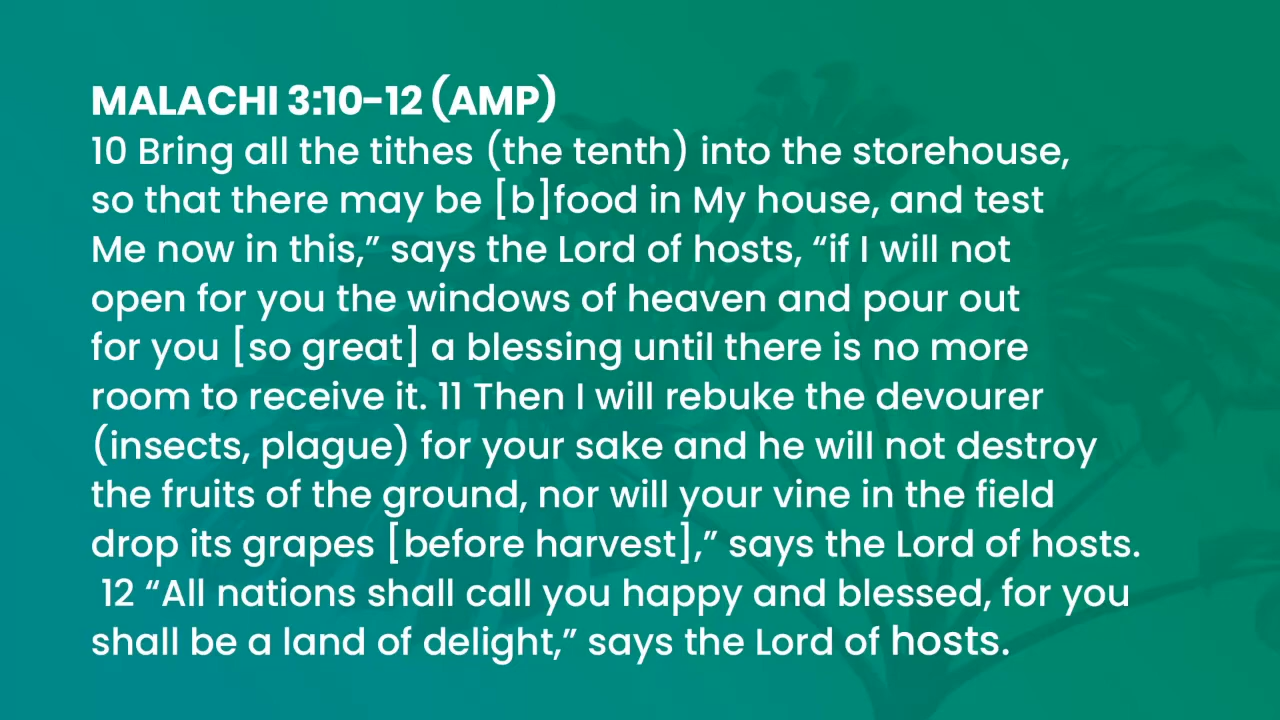 MALACHI 3:10-12 (AMP)
10 Bring all the tithes (the tenth) into the storehouse,
so that there may be [b]food in My house, and test
Me now in this,” says the Lord of hosts, “if I will not
open for you the windows of heaven and pour out
for you [so great] a blessing until there is no more
room to receive it. 11 Then I will rebuke the devourer
(insects, plague) for your sake and he will not destroy
the fruits of the ground, nor will your vine in the field
drop its grapes [before harvest],” says the Lord of hosts.
12 “All nations shall call you happy and blessed, for you
shall be a land of delight,” says the Lord of hosts.